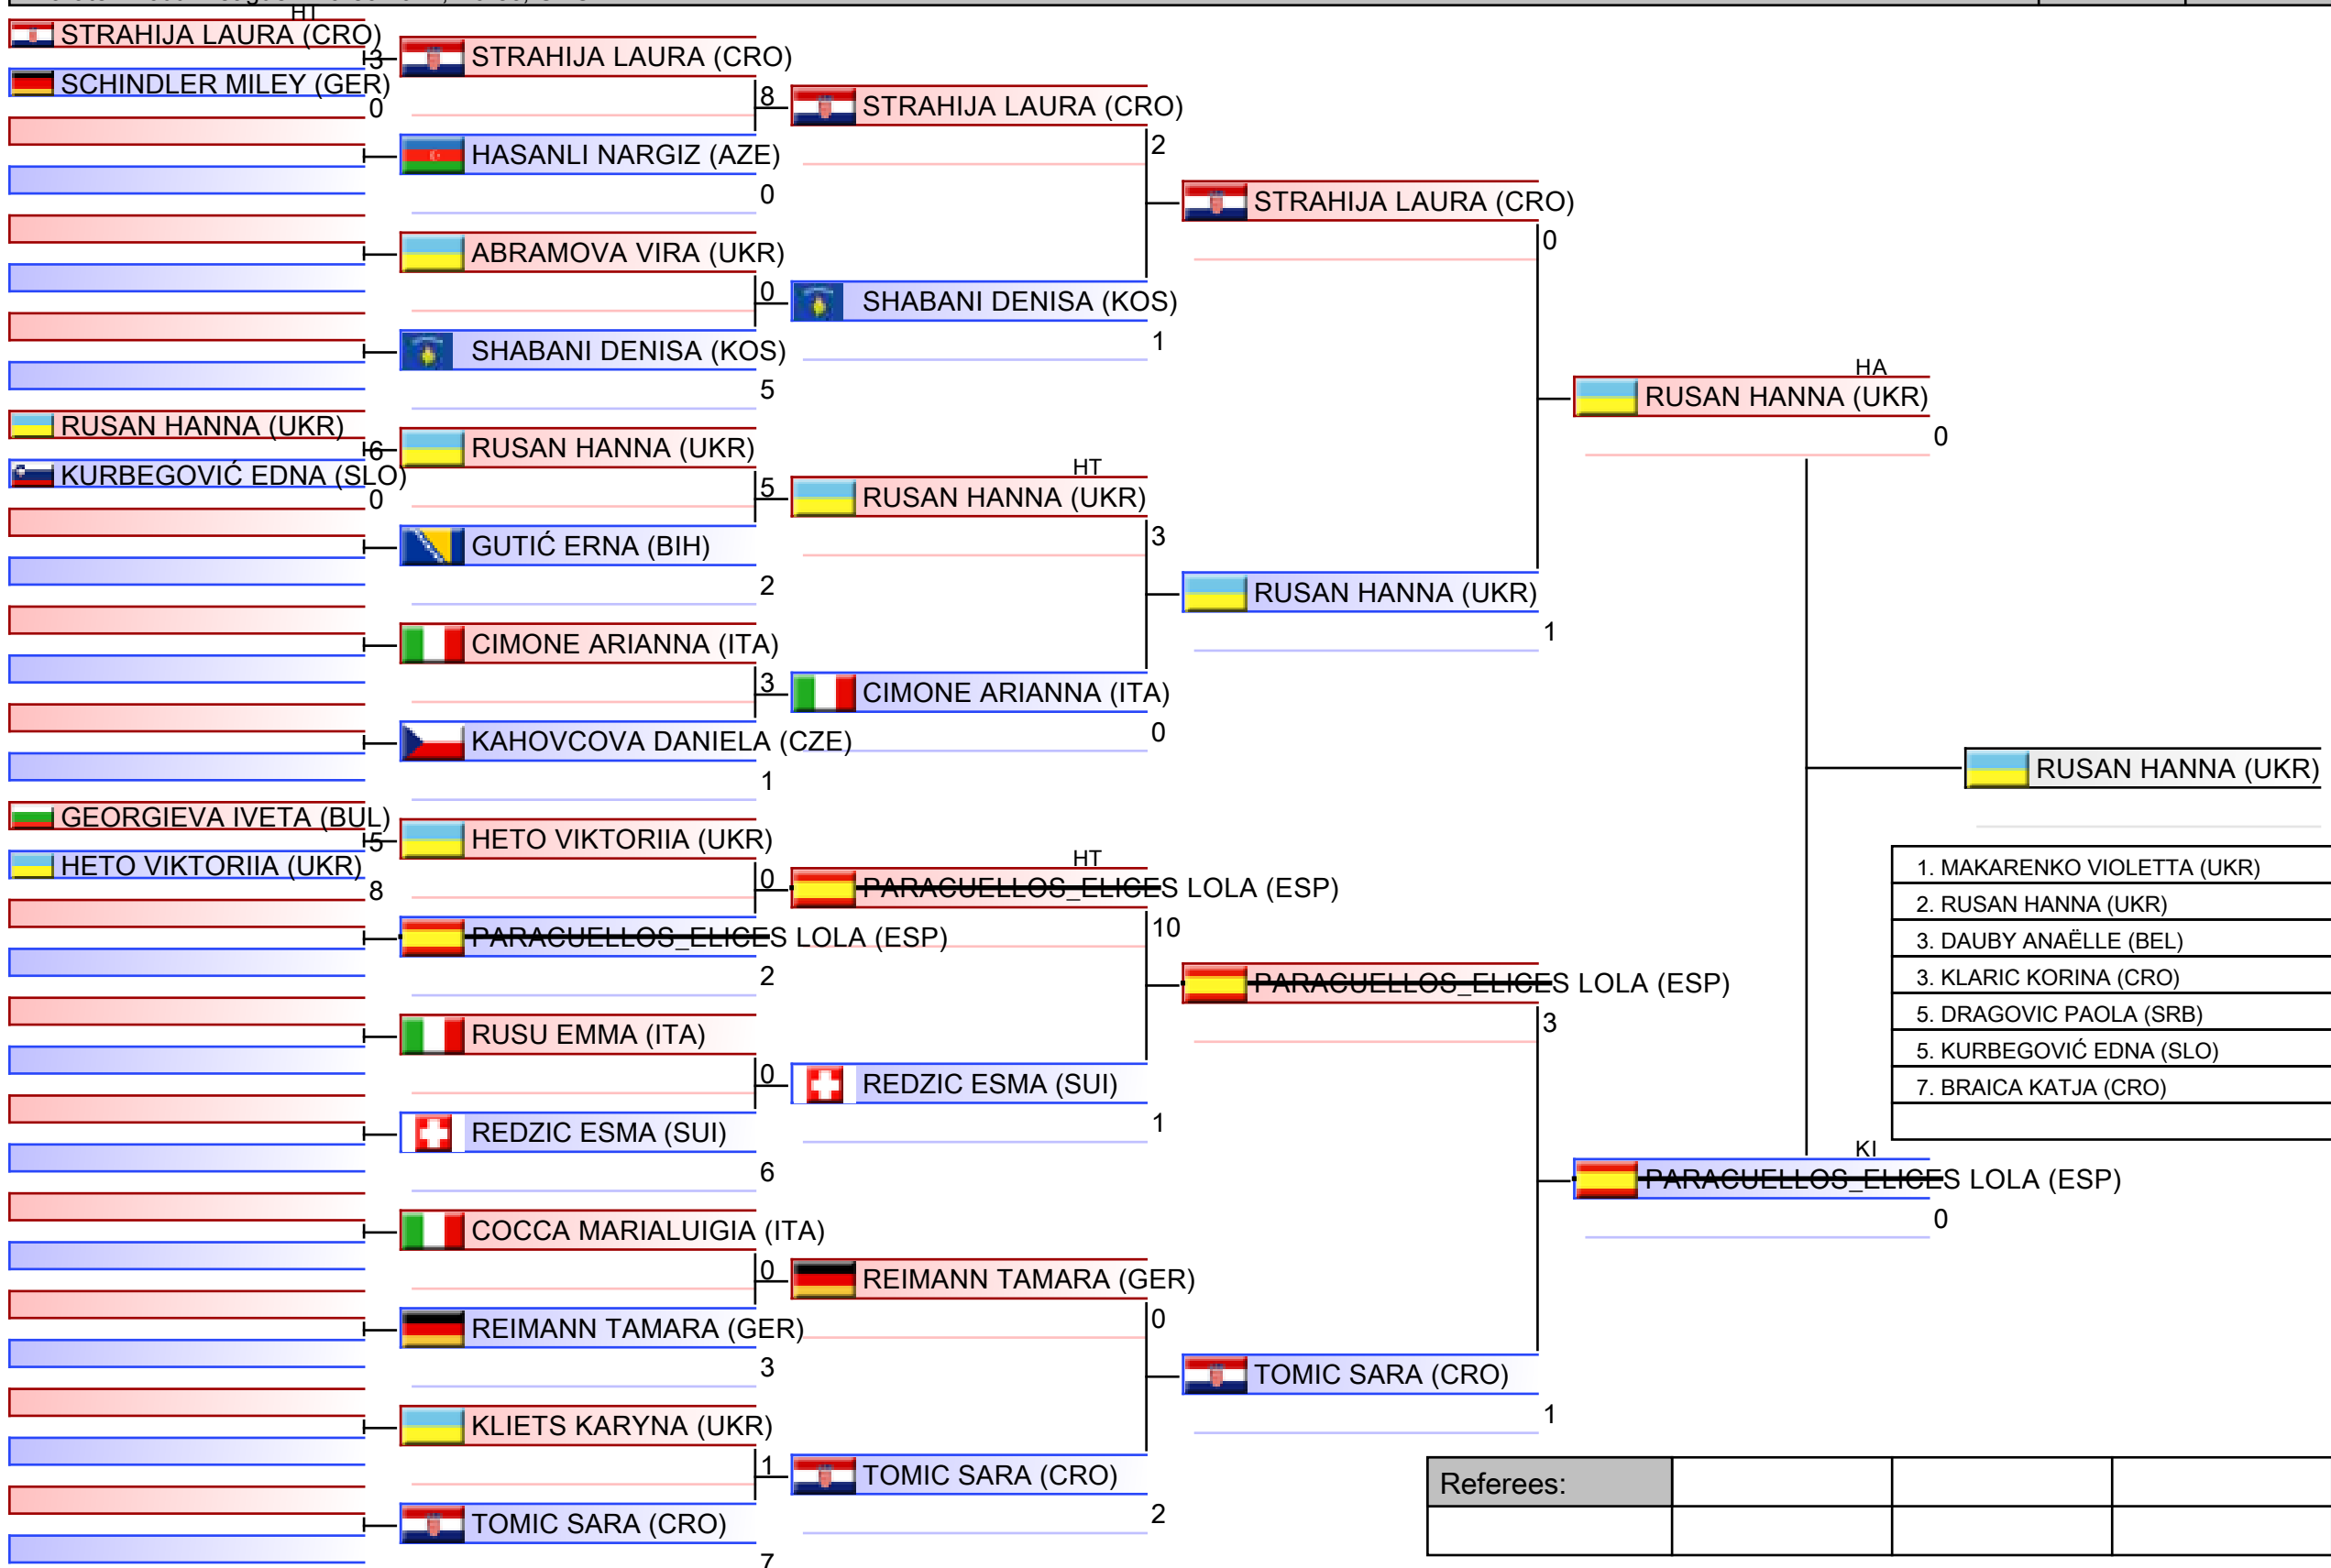 HT
STRAHIJA LAURA (CRO)
3
SCHINDLER MILEY (GER)
0
RUSAN HANNA (UKR)
6
KURBEGOVIĆ EDNA (SLO)
0
GEORGIEVA IVETA (BUL)
5
HETO VIKTORIIA (UKR)
8
STRAHIJA LAURA (CRO)
8
HASANLI NARGIZ (AZE)
0
ABRAMOVA VIRA (UKR)
0
SHABANI DENISA (KOS)
5
RUSAN HANNA (UKR)
5
GUTIĆ ERNA (BIH)
2
CIMONE ARIANNA (ITA)
3
KAHOVCOVA DANIELA (CZE)
1
HETO VIKTORIIA (UKR)
0
PARACUELLOS_ELICES LOLA (ESP)
2
RUSU EMMA (ITA)
0
REDZIC ESMA (SUI)
6
COCCA MARIALUIGIA (ITA)
0
REIMANN TAMARA (GER)
3
KLIETS KARYNA (UKR)
1
TOMIC SARA (CRO)
7
STRAHIJA LAURA (CRO)
2
SHABANI DENISA (KOS)
1
HT
RUSAN HANNA (UKR)
3
CIMONE ARIANNA (ITA)
0
HT
PARACUELLOS_ELICES LOLA (ESP)
10
REDZIC ESMA (SUI)
1
REIMANN TAMARA (GER)
0
TOMIC SARA (CRO)
2
STRAHIJA LAURA (CRO)
0
RUSAN HANNA (UKR)
1
PARACUELLOS_ELICES LOLA (ESP)
3
TOMIC SARA (CRO)
1
HA
RUSAN HANNA (UKR)
0
KI
PARACUELLOS_ELICES LOLA (ESP)
0
RUSAN HANNA (UKR)
1. MAKARENKO VIOLETTA (UKR)
2. RUSAN HANNA (UKR)
3. DAUBY ANAËLLE (BEL)
3. KLARIC KORINA (CRO)
5. DRAGOVIC PAOLA (SRB)
5. KURBEGOVIĆ EDNA (SLO)
7. BRAICA KATJA (CRO)
Referees: